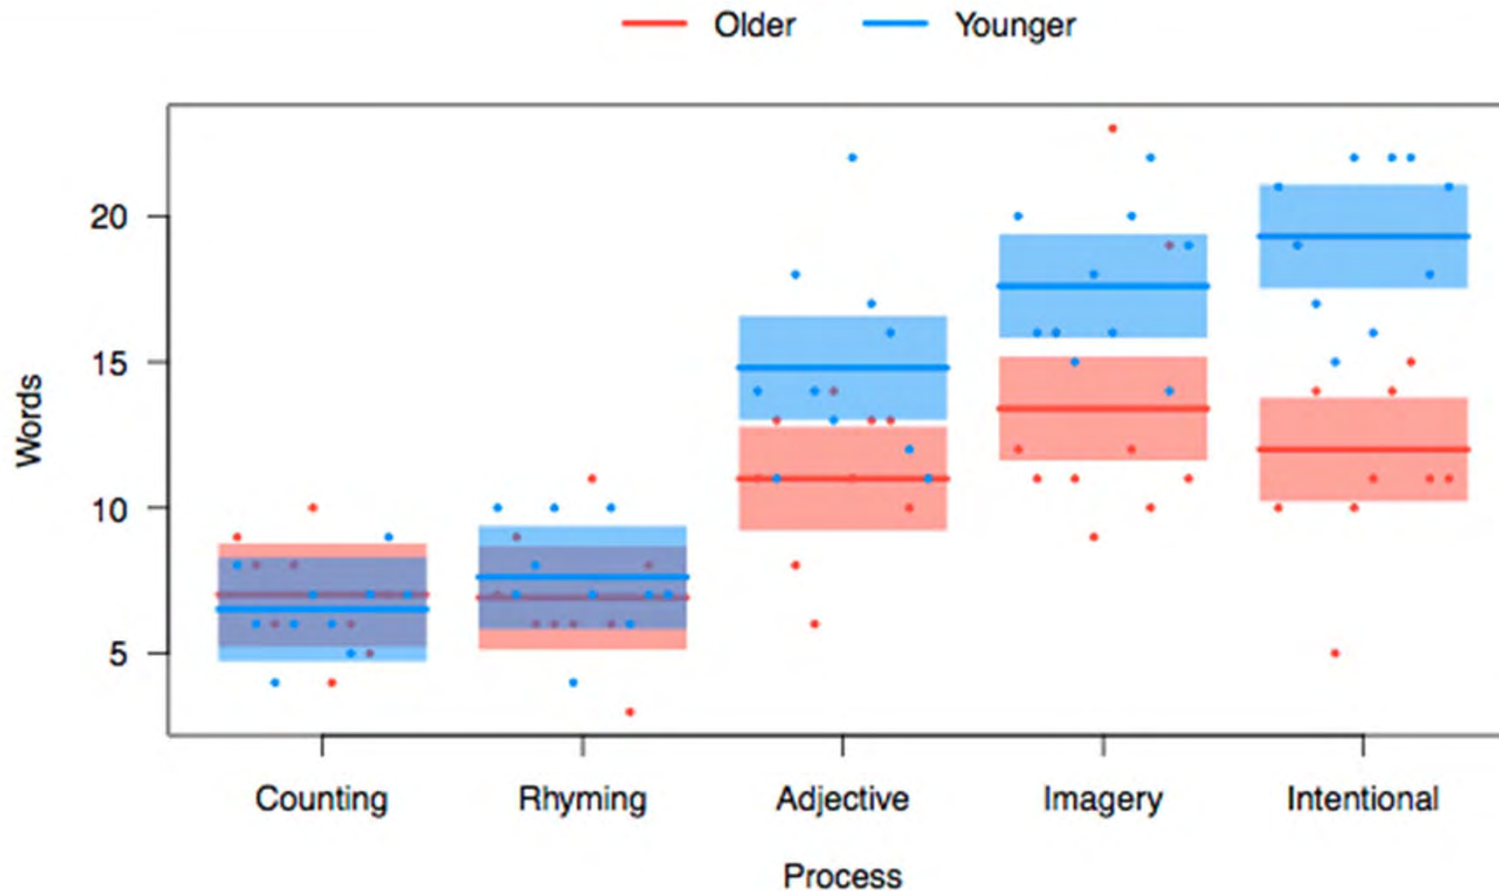 Older Younger
20
15
10
5
Words
Counting Rhyming Adjective Imagery Intentional
Process